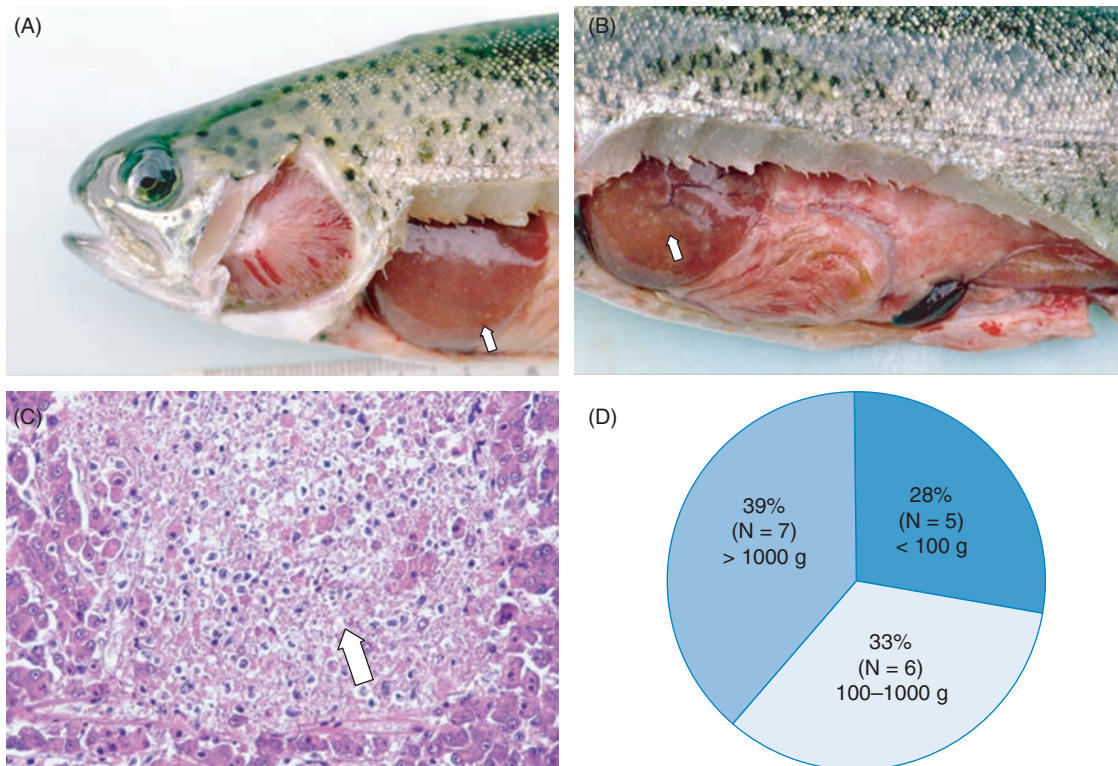 (A)
(B)
(C)
(D)
39%
(N = 7)
> 1000 g
28%
(N = 5)
< 100 g
33%
(N = 6)
100–1000 g